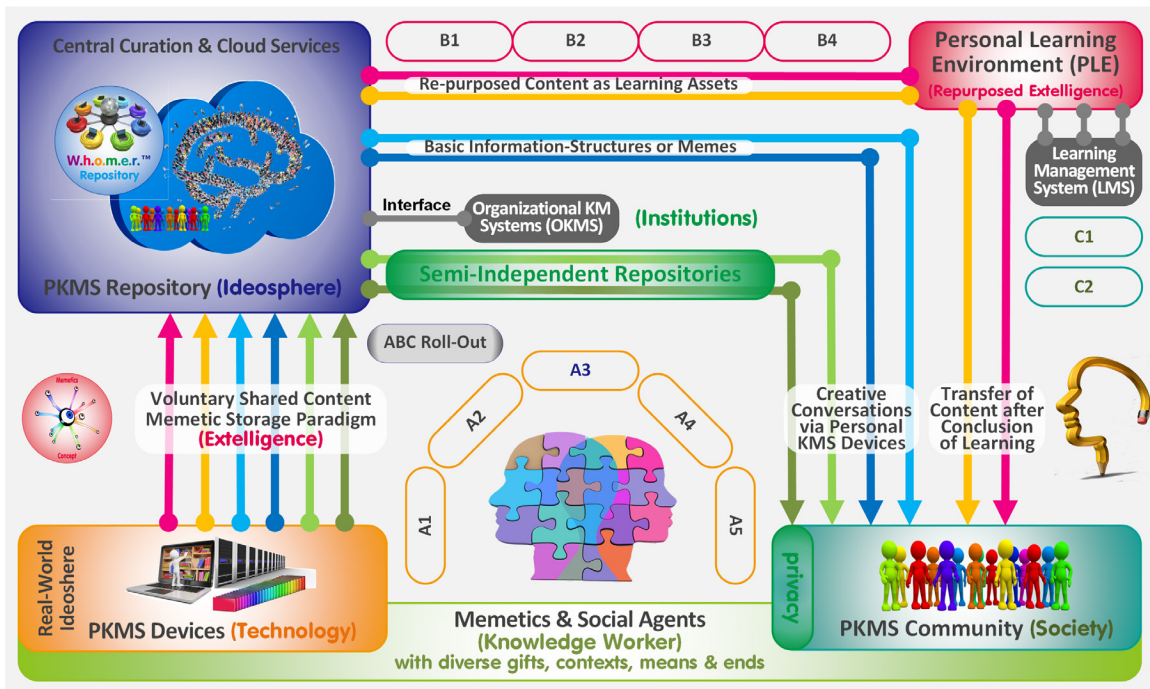 Central Curation & Cloud Services
W.h.o.m.e.r.™
Repository
PKMS Repository (Ideosphere)
B1
B2
B3
B4
Re-purposed Content as Learning Assets
Basic Information-Structures or Memes
Interface
Organizational KM
Systems (OKMS)
(Institutions)
Semi-Independent Repositories
Personal Learning
Environment (PLE)
(Repurposed Extelligence)
Learning
Management
System (LMS)
C1
C2
ABC Roll-Out
Memetics
Concept
Voluntary Shared Content
Memetic Storage Paradigm
(Extelligence)
A1
A2
A3
A4
A5
Creative
Conversations
via Personal
KMS Devices
Transfer of
Content after
Conclusion
of Learning
Real-World
Ideoshere
PKMS Devices (Technology)
Memetics & Social Agents
(Knowledge Worker)
with diverse gifts, contexts, means & ends
privacy
PKMS Community (Society)